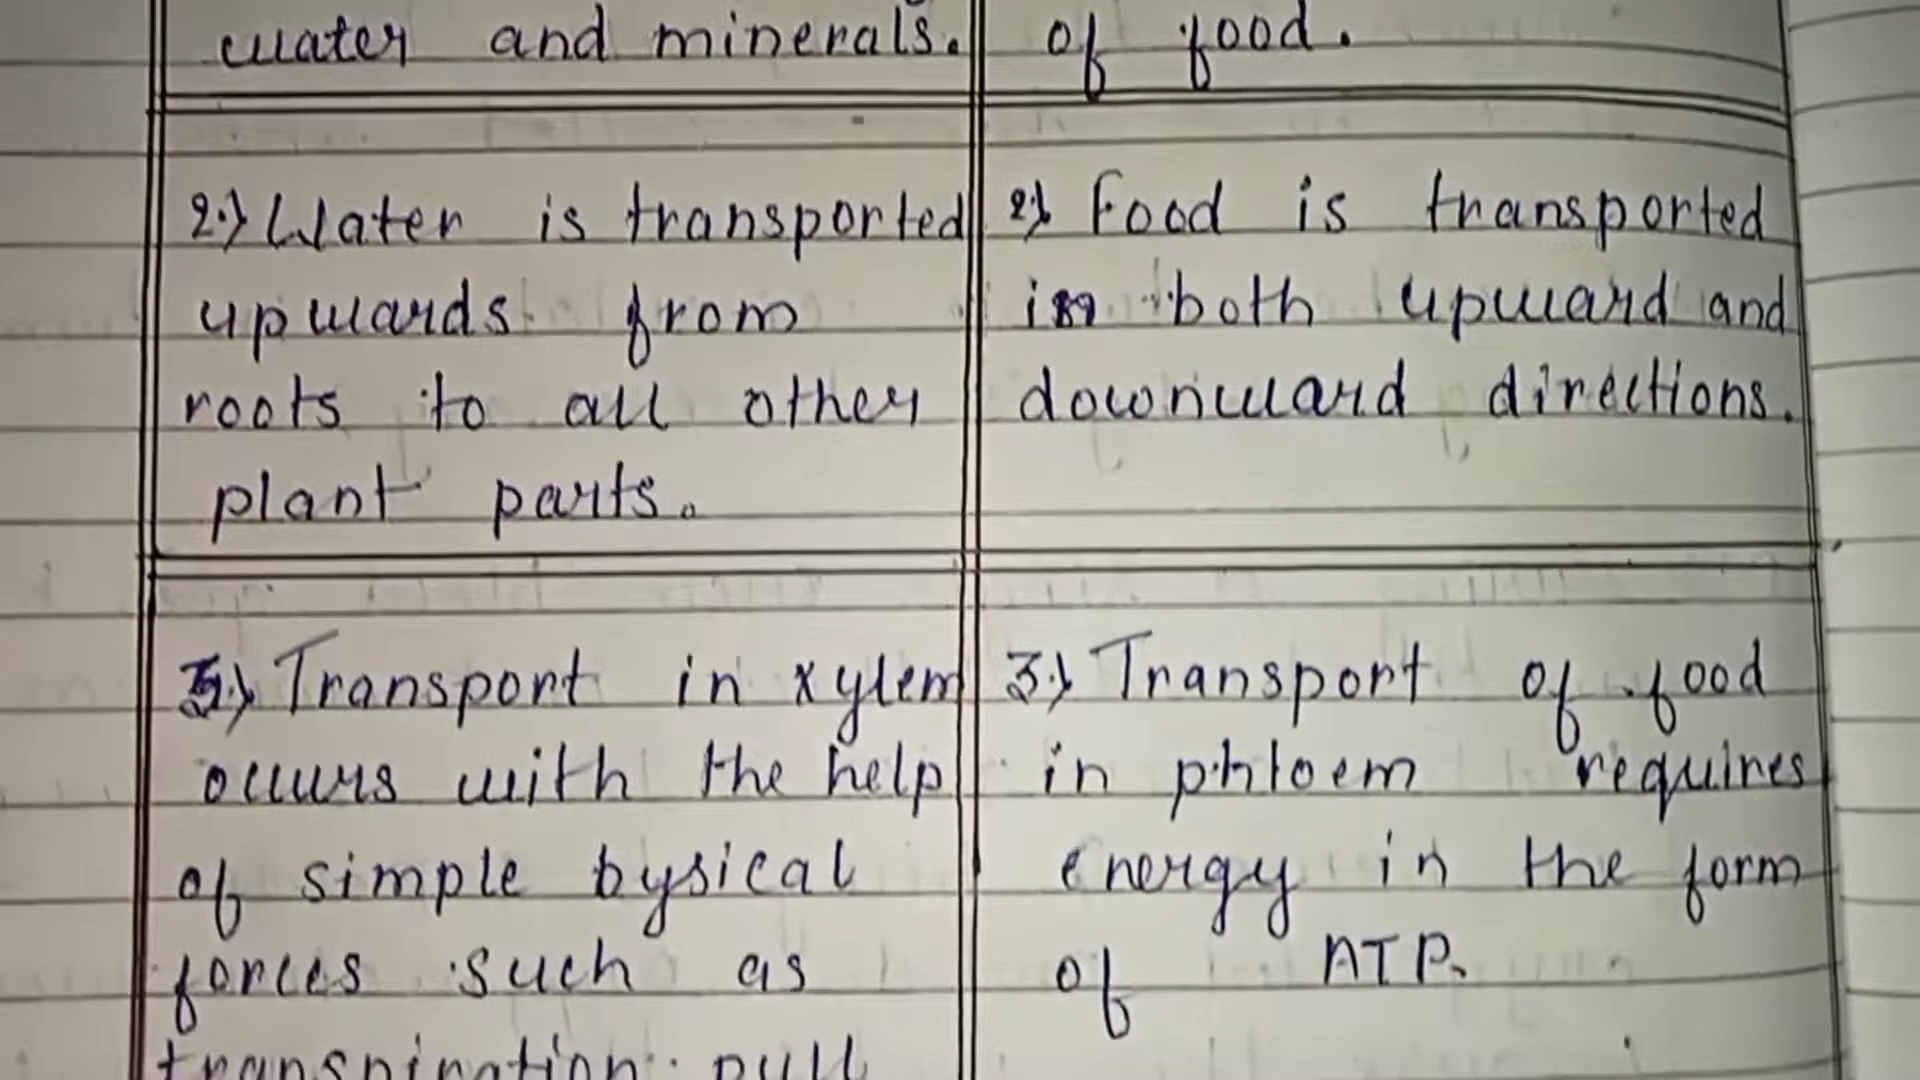 water and minerals.
2.) Water is transported
upwards from
roots to all other
plant parts.
3.) Transport in xylem
occurs with the help
of simple bysical
forces such as
transpiration pull
of food.
2.) Food is transported
in both upward and
downward directions.
3.) Transport of food
in phloem requires
energy in the form
of ATP.